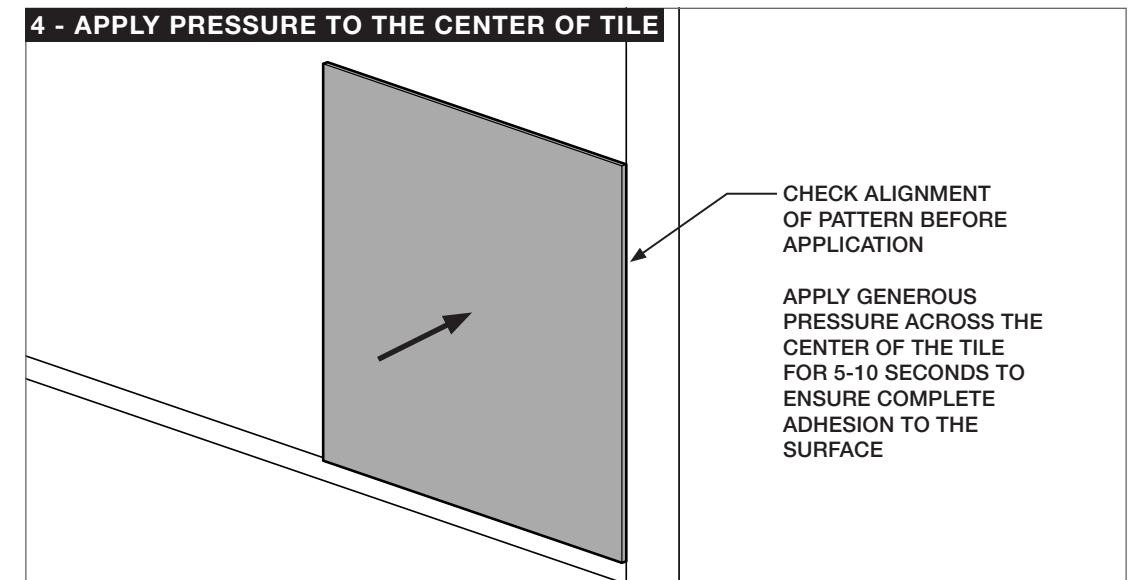 4 - APPLY PRESSURE TO THE CENTER OF TILE
CHECK ALIGNMENT
OF PATTERN BEFORE
APPLICATION
APPLY GENEROUS
PRESSURE ACROSS THE
CENTER OF THE TILE
FOR 5-10 SECONDS TO
ENSURE COMPLETE
ADHESION TO THE
SURFACE